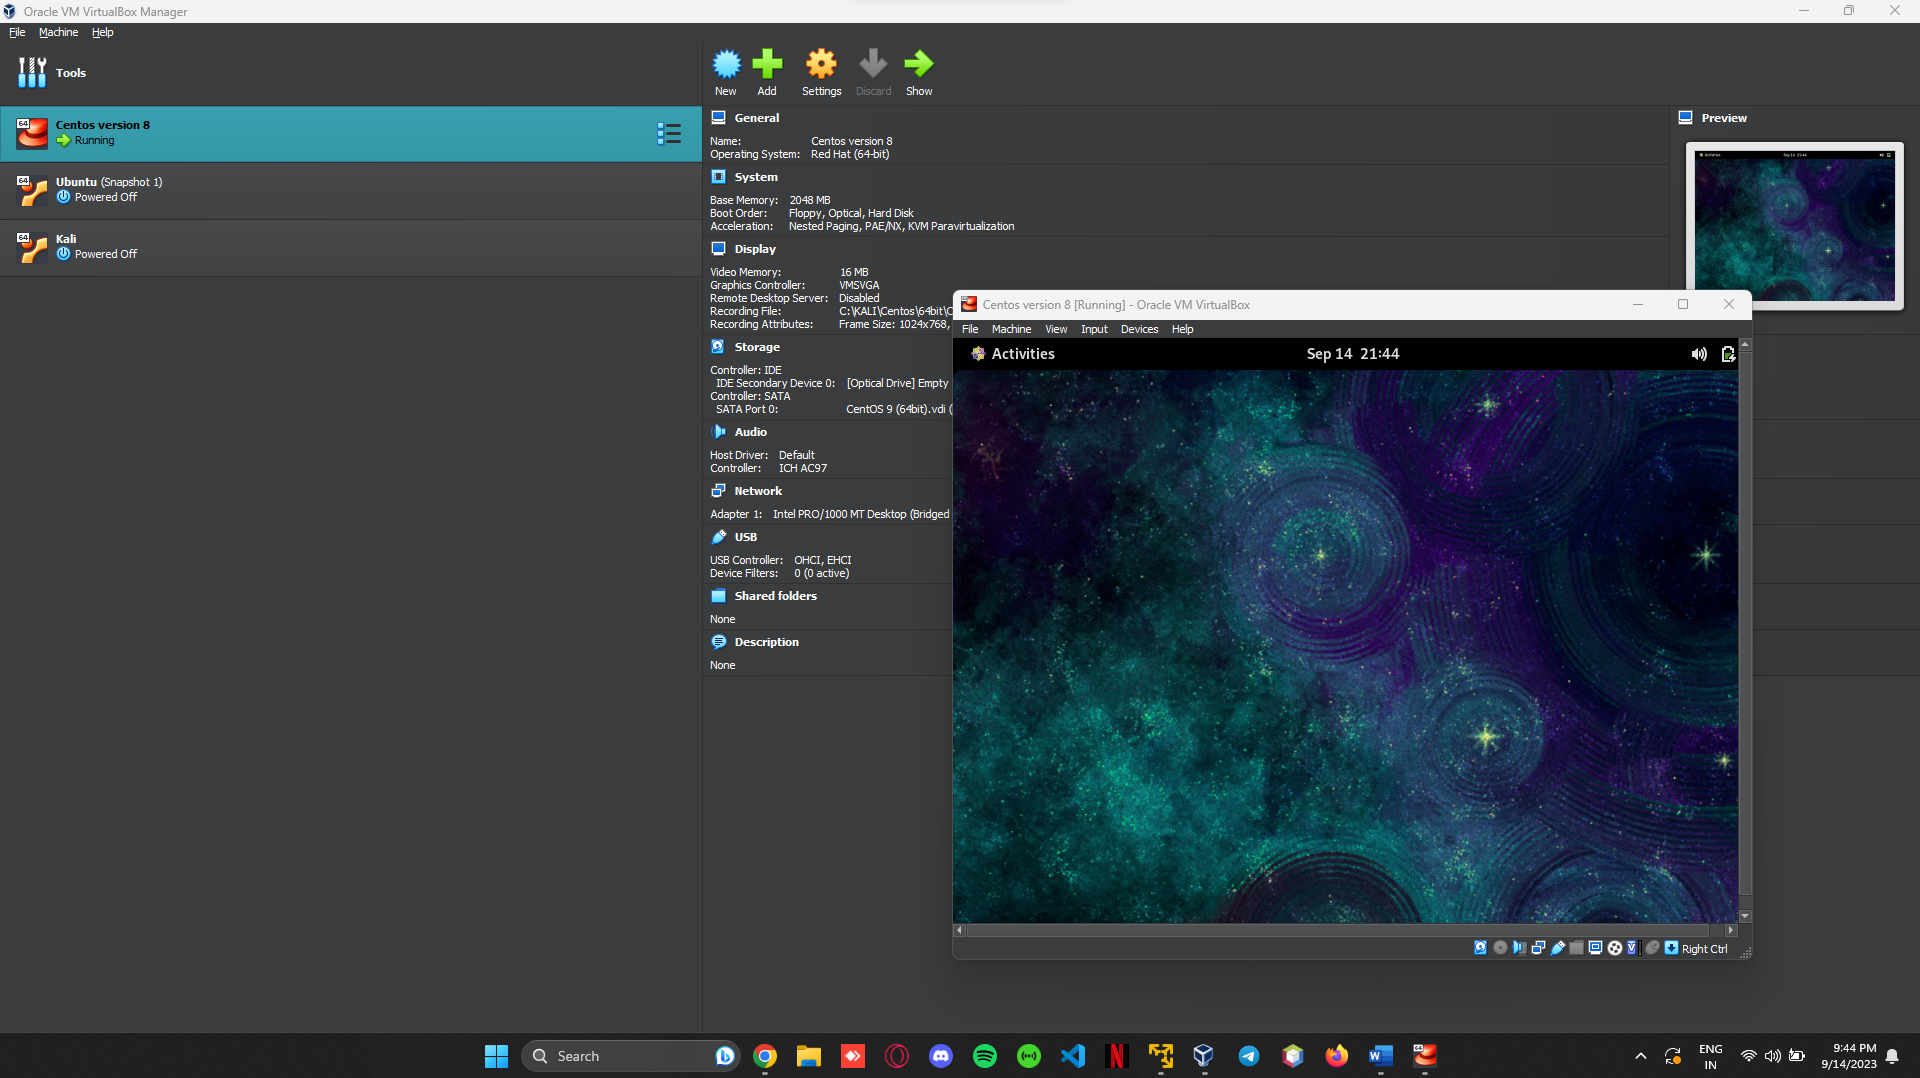 Oracle VM VirtualBox Manager
File Machine Help
Tools
New Add Settings Discard Show
64
Centos version 8
Running
64
Ubuntu (Snapshot 1)
Powered Off
64
Kali
Powered Off
General
Name: Centos version 8
Operating System: Red Hat (64-bit)
System
Base Memory: 2048 MB
Boot Order: Floppy, Optical, Hard Disk
Acceleration: Nested Paging, PAE/NX, KVM Paravirtualization
Display
Video Memory: 16 MB
Graphics Controller: VMSVGA
Remote Desktop Server: Disabled
Recording File: C:\KALI\Centos\64bit\C
Recording Attributes: Frame Size: 1024x768,
Storage
Controller: IDE
IDE Secondary Device 0: [Optical Drive] Empty
Controller: SATA
SATA Port 0: CentOS 9 (64bit).vdi (
Audio
Host Driver: Default
Controller: ICH AC97
Network
Adapter 1: Intel PRO/1000 MT Desktop (Bridged
USB
USB Controller: OHCI, EHCI
Device Filters: 0 (0 active)
Shared folders
None
Description
None
Preview
Activities Sep 14 21:44
Centos version 8 [Running] - Oracle VM VirtualBox
File Machine View Input Devices Help
Activities Sep 14 21:44
Right Ctrl
Search
ENG
IN
9:44 PM
9/14/2023